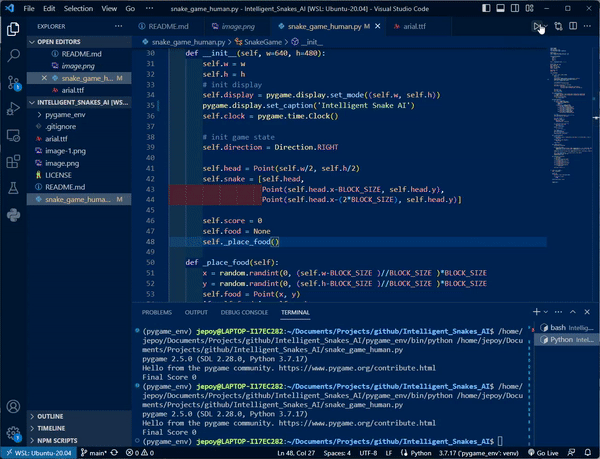 File Edit Selection View Go Run ...
snake_game_human.py - Intelligent_Snakes_AI [WSL: Ubuntu-20.04] - Visual Studio Code
EXPLORER
README.md image.png snake_game_human.py M arial.ttf
OPEN EDITORS
README.md
image.png
snake_game_human...
arial.ttf
INTELLIGENT_SNAKES_AI [WS...
pygame_env
.gitignore
arial.ttf
image-1.png
image.png
LICENSE
README.md
snake_game_huma... M
OUTLINE
TIMELINE
NPM SCRIPTS
snake_game_human.py > SnakeGame > __init__
30 def __init__(self, w=640, h=480):
31 self.w = w
32 self.h = h
33 # init display
34 self.display = pygame.display.set_mode((self.w, self.h))
35 pygame.display.set_caption('Intelligent Snake AI')
36 self.clock = pygame.time.Clock()
37
38 # init game state
39 self.direction = Direction.RIGHT
40
41 self.head = Point(self.w/2, self.h/2)
42 self.snake = [self.head,
43 Point(self.head.x-BLOCK_SIZE, self.head.y),
44 Point(self.head.x-(2*BLOCK_SIZE), self.head.y)]
45
46 self.score = 0
47 self.food = None
48 self._place_food()
49
50 def _place_food(self):
51 x = random.randint(0, (self.w-BLOCK_SIZE )//BLOCK_SIZE )*BLOCK_SIZE
52 y = random.randint(0, (self.h-BLOCK_SIZE )//BLOCK_SIZE )*BLOCK_SIZE
53 self.food = Point(x, y)
PROBLEMS OUTPUT DEBUG CONSOLE TERMINAL
(pygame_env) jepoy@LAPTOP-I17EC282:~/Documents/Projects/github/Intelligent_Snakes_AI$ /home/
jepoy/Documents/Projects/github/Intelligent_Snakes_AI/pygame_env/bin/python /home/jepoy/Docu
ments/Projects/github/Intelligent_Snakes_AI/snake_game_human.py
pygame 2.5.0 (SDL 2.28.0, Python 3.7.17)
Hello from the pygame community. https://www.pygame.org/contribute.html
Final Score 0
(pygame_env) jepoy@LAPTOP-I17EC282:~/Documents/Projects/github/Intelligent_Snakes_AI$ /home/
jepoy/Documents/Projects/github/Intelligent_Snakes_AI/pygame_env/bin/python /home/jepoy/Docu
ments/Projects/github/Intelligent_Snakes_AI/snake_game_human.py
pygame 2.5.0 (SDL 2.28.0, Python 3.7.17)
Hello from the pygame community. https://www.pygame.org/contribute.html
Final Score 0
(pygame_env) jepoy@LAPTOP-I17EC282:~/Documents/Projects/github/Intelligent_Snakes_AI$
bash Intellig...
Python Intel...
WSL: Ubuntu-20.04 main* 0 0 Ln 48, Col 27 Spaces: 4 UTF-8 LF Python 3.7.17 ('pygame_env': venv) Go Live